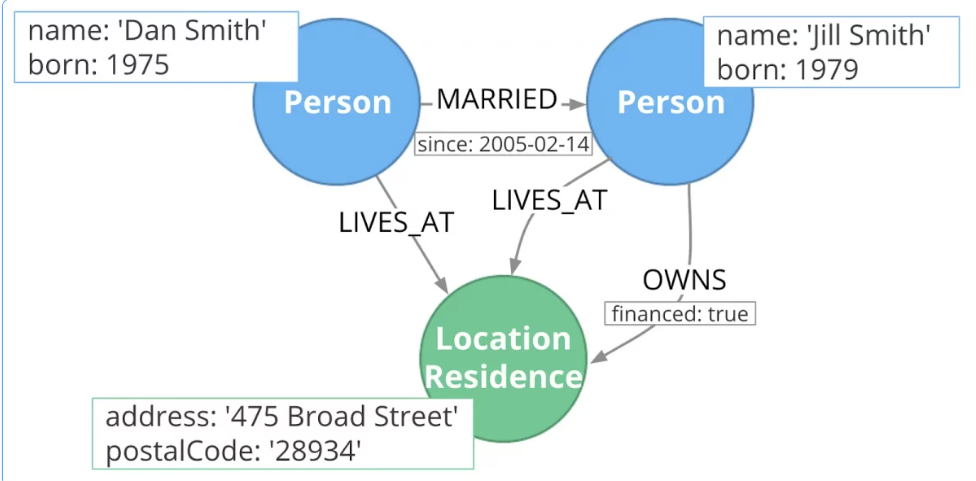 name: 'Dan Smith'
born: 1975
Person
MARRIED
since: 2005-02-14
Person
name: 'Jill Smith'
born: 1979
LIVES_AT
LIVES_AT
OWNS
financed: true
Location
Residence
address: '475 Broad Street'
postalCode: '28934'